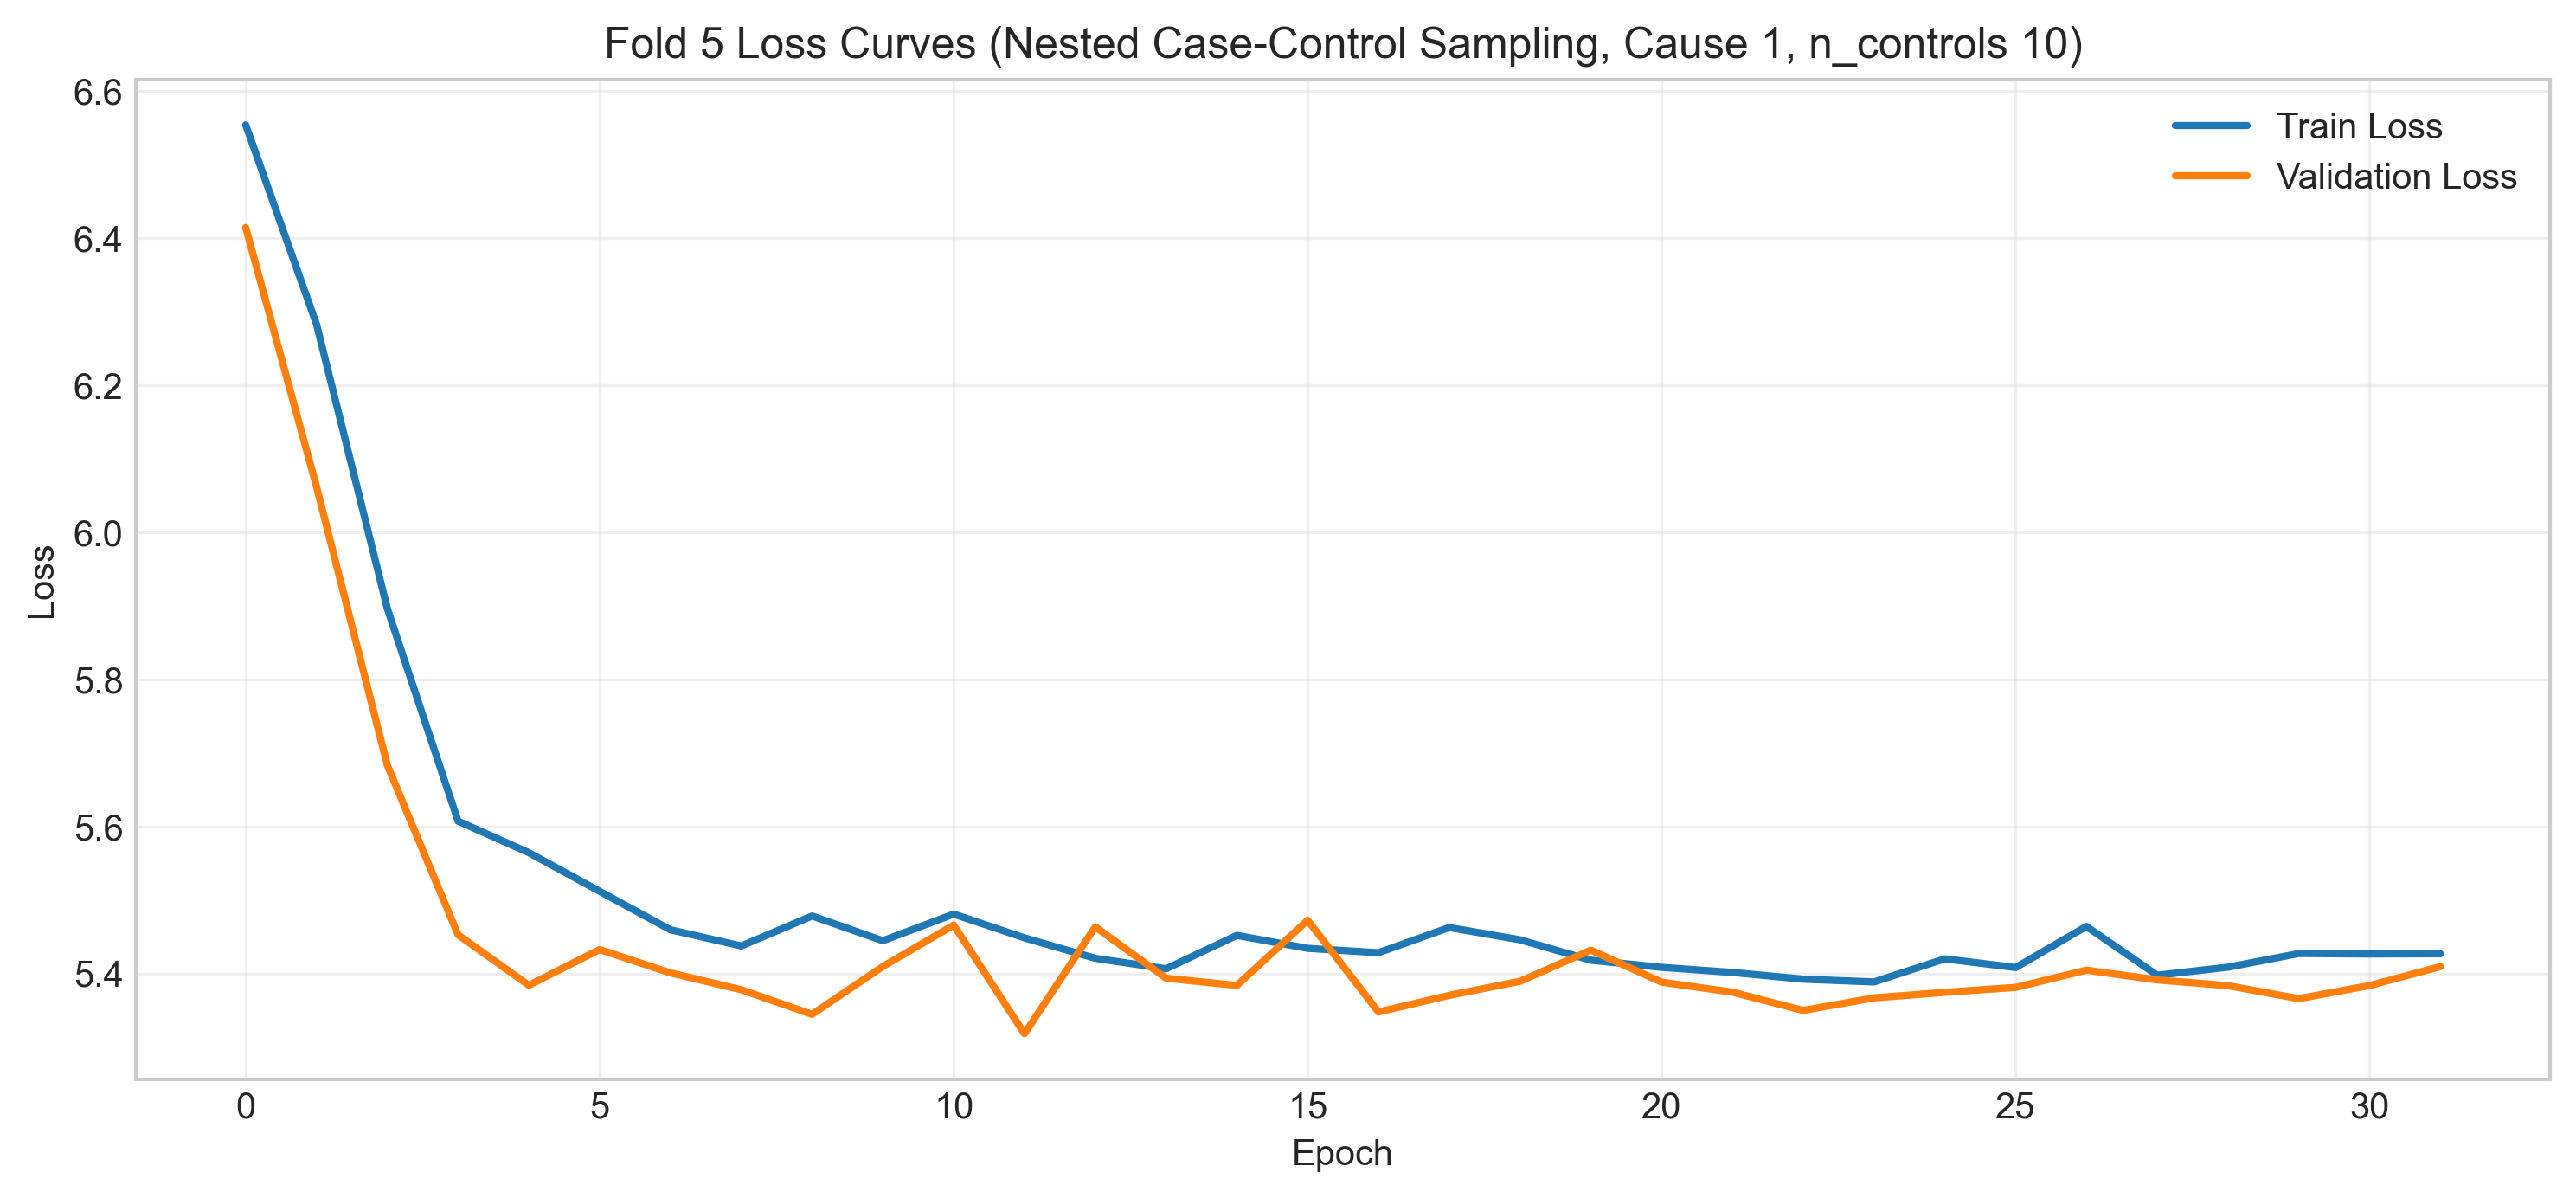 Fold 5 Loss Curves (Nested Case-Control Sampling, Cause 1, n_controls 10)
Train Loss
Validation Loss
6.6
6.4
6.2
6.0
5.8
5.6
5.4
Loss
0 5 10 15 20 25 30
Epoch